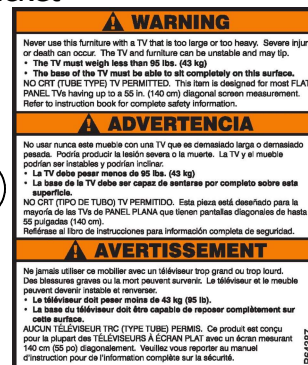 WARNING
Never use this furniture with a TV that is too large or too heavy. Severe injur
or death can occur. The TV and furniture can be unstable and may tip.
• The TV must weigh less than 95 lbs. (43 kg)
• The base of the TV must be able to sit completely on this surface.
NO CRT (TUBE TYPE) TV PERMITTED. This item is designed for most FLAT
PANEL TVs having up to a 55 in. (140 cm) diagonal screen measurement.
Refer to instruction book for complete safety information.
ADVERTENCIA
No usar nunca este mueble con una TV que es demasiado larga o demasiado
pesada. Podría producir la lesión severa o la muerte. La TV y el mueble
podrían ser instables y podrían inclinar.
• La TV debe pesar menos de 95 lbs. (43 kg)
• La base de la TV debe ser capaz de sentarse por completo sobre esta
superficie.
NO CRT (TIPO DE TUBO) TV PERMITIDO. Esta pieza está deseñado para la
mayoría de las TVs de PANEL PLANA que tienen pantallas diagonales de hasta
55 pulgadas (140 cm).
Refiérase al libro de instrucciones para información completa de seguridad.
AVERTISSEMENT
Ne jamais utiliser ce mobilier avec un téléviseur trop grand ou trop lourd.
Des blessures graves ou la mort peuvent survenir. Le téléviseur et le meuble
peuvent devenir instable et renverser.
• Le téléviseur doit peser moins de 43 kg (95 lb).
• La base du téléviseur doit être capable de reposer complètement sur
cette surface.
AUCUN TÉLÉVISEUR TRC (TYPE TUBE) PERMIS. Ce produit est conçu
pour la plupart des TÉLÉVISEURS À ÉCRAN PLAT avec un écran mesurant
140 cm (55 po) diagonalement. Veuillez vous reporter au manuel
d'instruction pour de l'information complète sur la sécurité.